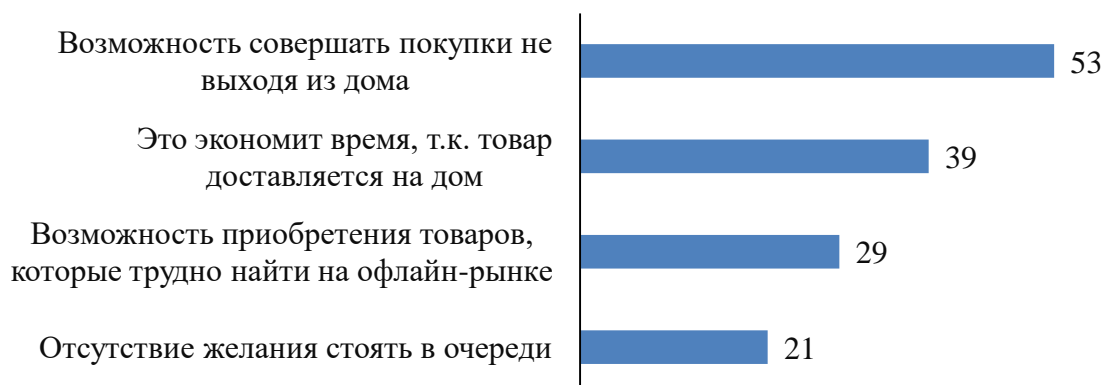 Возможность совершать покупки не
выходя из дома
53
Это экономит время, т.к. товар
доставляется на дом
39
Возможность приобретения товаров,
которые трудно найти на офлайн-рынке
29
Отсутствие желания стоять в очереди
21